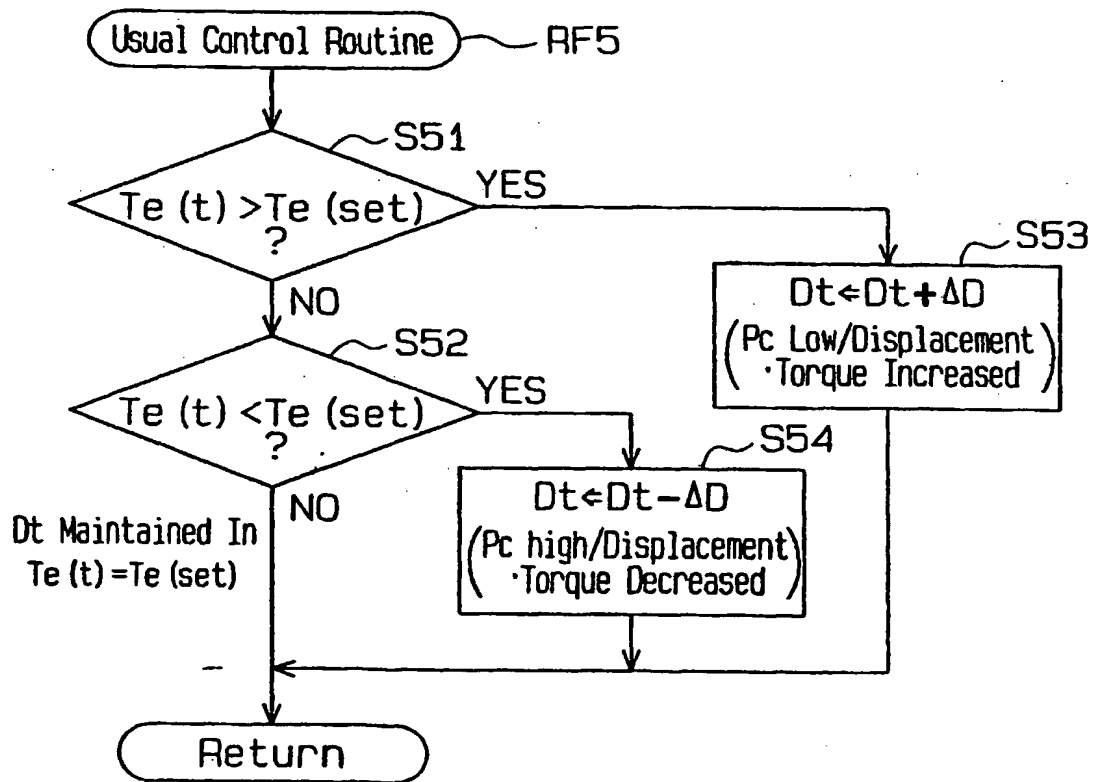 Usual Control Routine
RF5
S51
Te (t) >Te (set)
?
YES
NO
S53
Dt⇐Dt+ΔD
(Pc Low/Displacement
·Torque Increased)
S52
Te (t) <Te (set)
?
YES
NO
S54
Dt⇐Dt-ΔD
(Pc high/Displacement
·Torque Decreased)
Dt Maintained In
Te (t) =Te (set)
Return